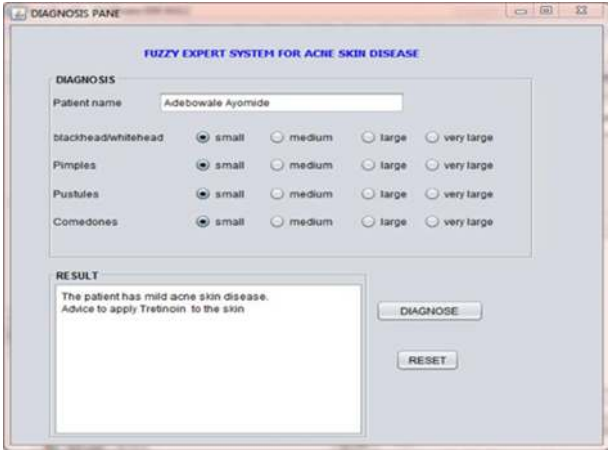 DIAGNOSIS PANE
FUZZY EXPERT SYSTEM FOR ACNE SKIN DISEASE
DIAGNOSIS
Patient name Adebowale Ayomide
blackhead/whitehead small medium large very large
Pimples small medium large very large
Pustules small medium large very large
Comedones small medium large very large
RESULT
The patient has mild acne skin disease.
Advice to apply Tretinoin to the skin
DIAGNOSE
RESET